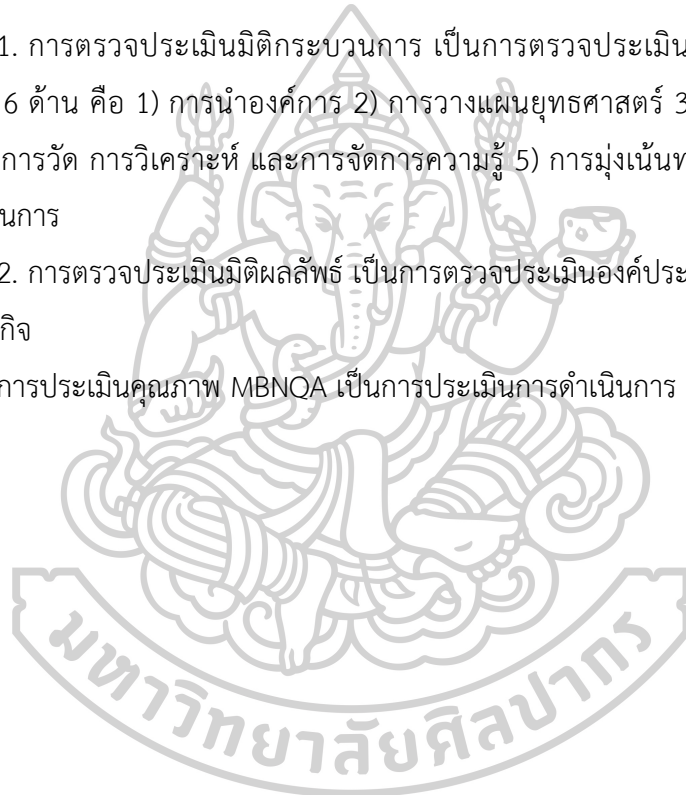 1. การตรวจประเมินมิติกระบวนการ เป็นการตรวจประเมิน
6 ด้าน คือ 1) การนำองค์การ 2) การวางแผนยุทธศาสตร์ 3
การวัด การวิเคราะห์ และการจัดการความรู้ 5) การมุ่งเน้นท
นการ
2. การตรวจประเมินมิติผลลัพธ์ เป็นการตรวจประเมินองค์ประ
กิจ
การประเมินคุณภาพ MBNQA เป็นการประเมินการดำเนินการ
มหาวิทยาลัยศิลปากร